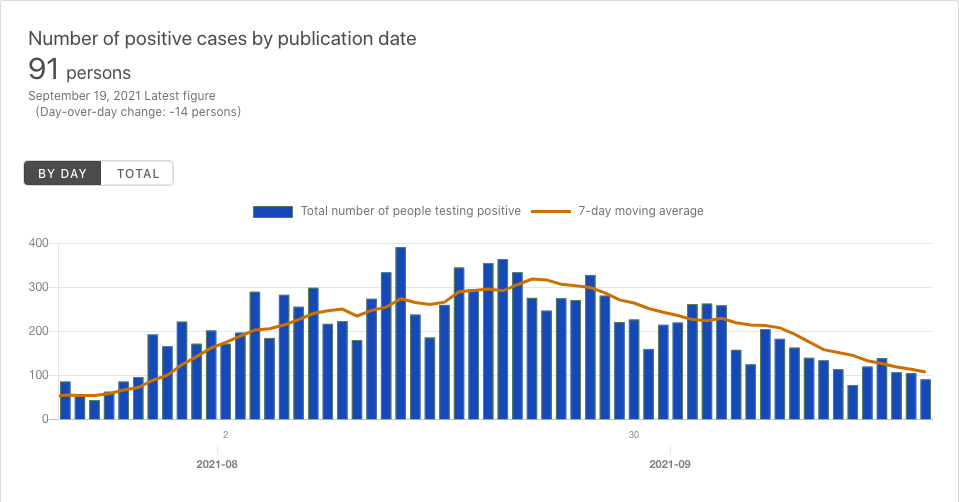 Number of positive cases by publication date
91 persons
September 19, 2021 Latest figure
(Day-over-day change: -14 persons)
BY DAY TOTAL
Total number of people testing positive 7-day moving average
400
300
200
100
0
2 30
2021-08 2021-09